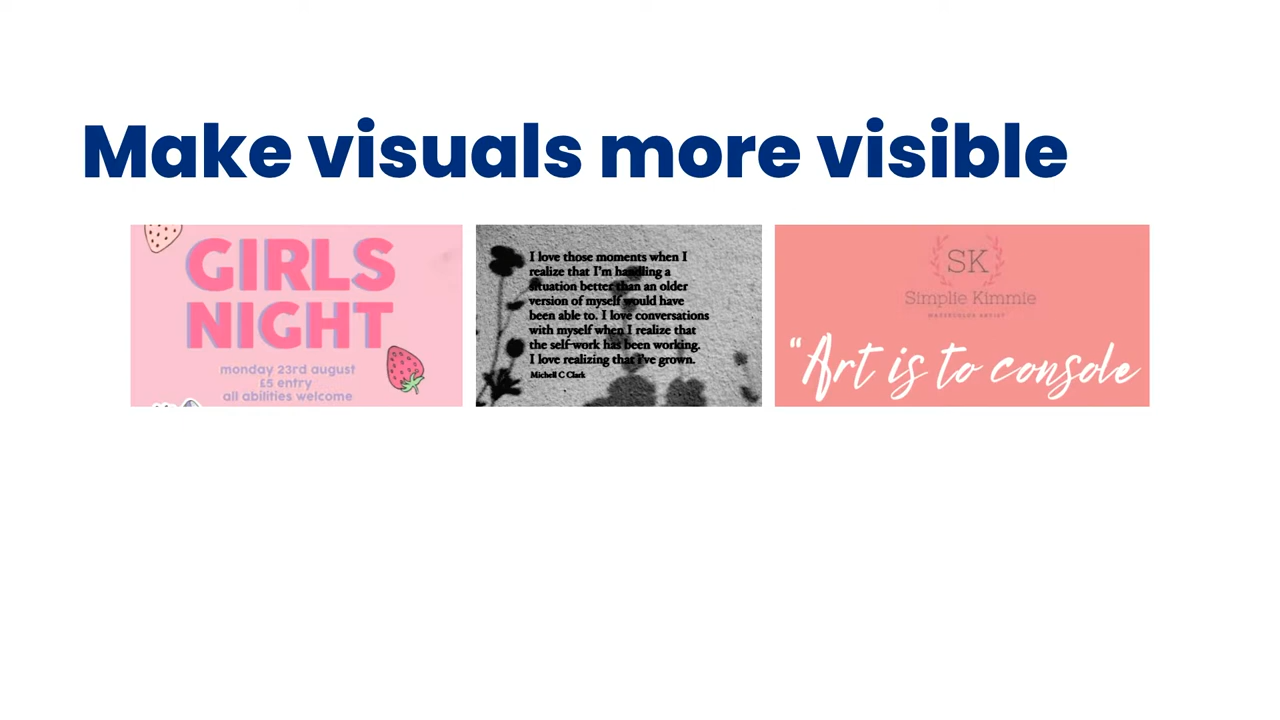 Make visuals more visible
GIRLS
NIGHT
monday 23rd august
£5 entry
all abilities welcome
I love those moments when I
realize that I'm handling a
situation better than an older
version of myself would have
been able to. I love conversations
with myself when I realize that
the self-work has been working.
I love realizing that i've grown.
Michell C Clark
SK
Simplie Kimmie
WATERCOLOR ARTIST
“Art is to console